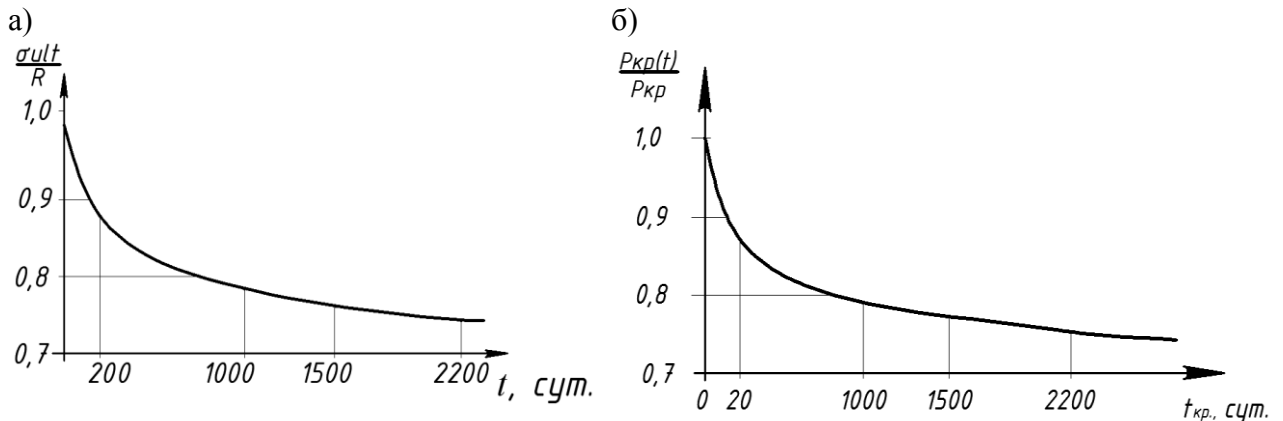 а)
σult
R
1,0
0,9
0,8
0,7
200 1000 1500 2200
t, сут.
б)
Pкр(t)
Pкр
1,0
0,9
0,8
0,7
0 20 1000 1500 2200
tкр., сут.